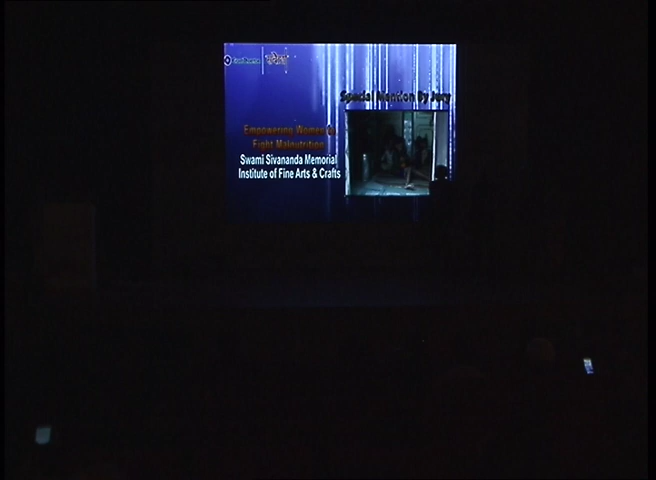 Special Mention By Jury
Empowering Women to
Fight Malnutrition
Swami Sivananda Memorial
Institute of Fine Arts & Crafts